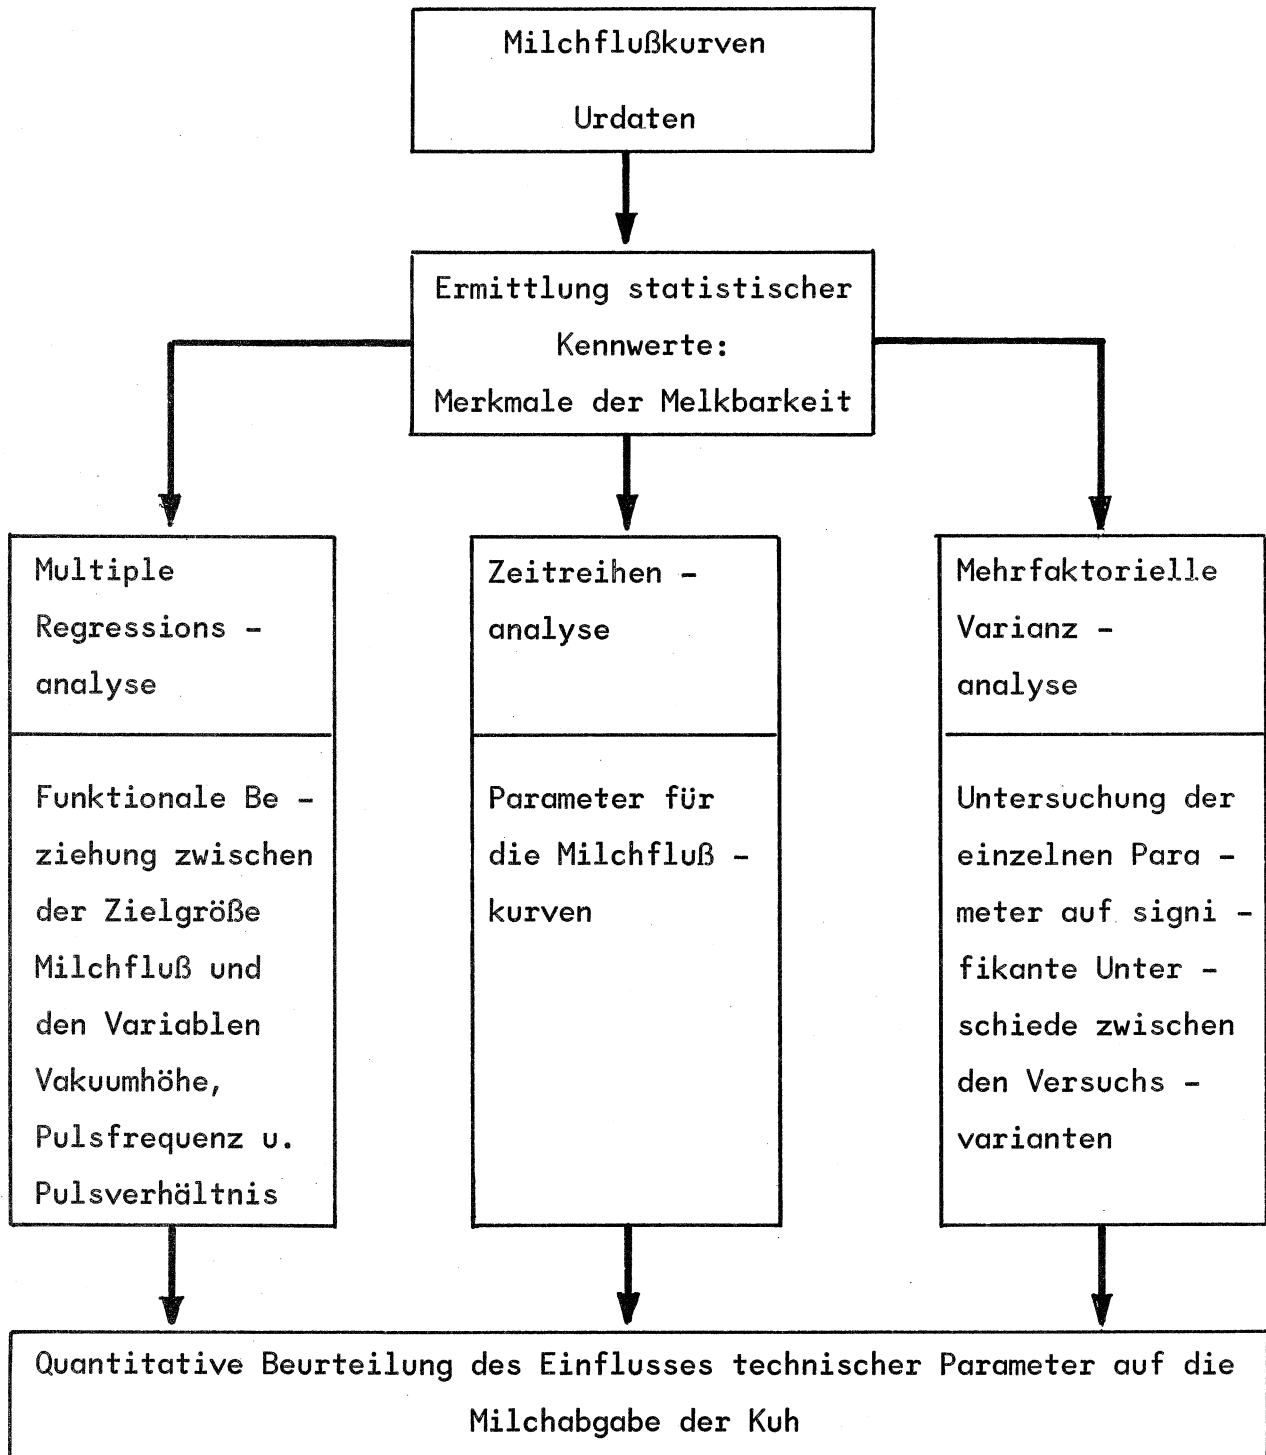 Milchflußkurven
Urdaten
Ermittlung statistischer
Kennwerte:
Merkmale der Melkbarkeit
Multiple
Regressions -
analyse
Funktionale Be -
ziehung zwischen
der Zielgröße
Milchfluß und
den Variablen
Vakuumhöhe,
Pulsfrequenz u.
Pulsverhältnis
Zeitreihen -
analyse
Parameter für
die Milchfluß -
kurven
Mehrfaktorielle
Varianz -
analyse
Untersuchung der
einzelnen Para -
meter auf signi -
fikante Unter -
schiede zwischen
den Versuchs -
varianten
Quantitative Beurteilung des Einflusses technischer Parameter auf die
Milchabgabe der Kuh